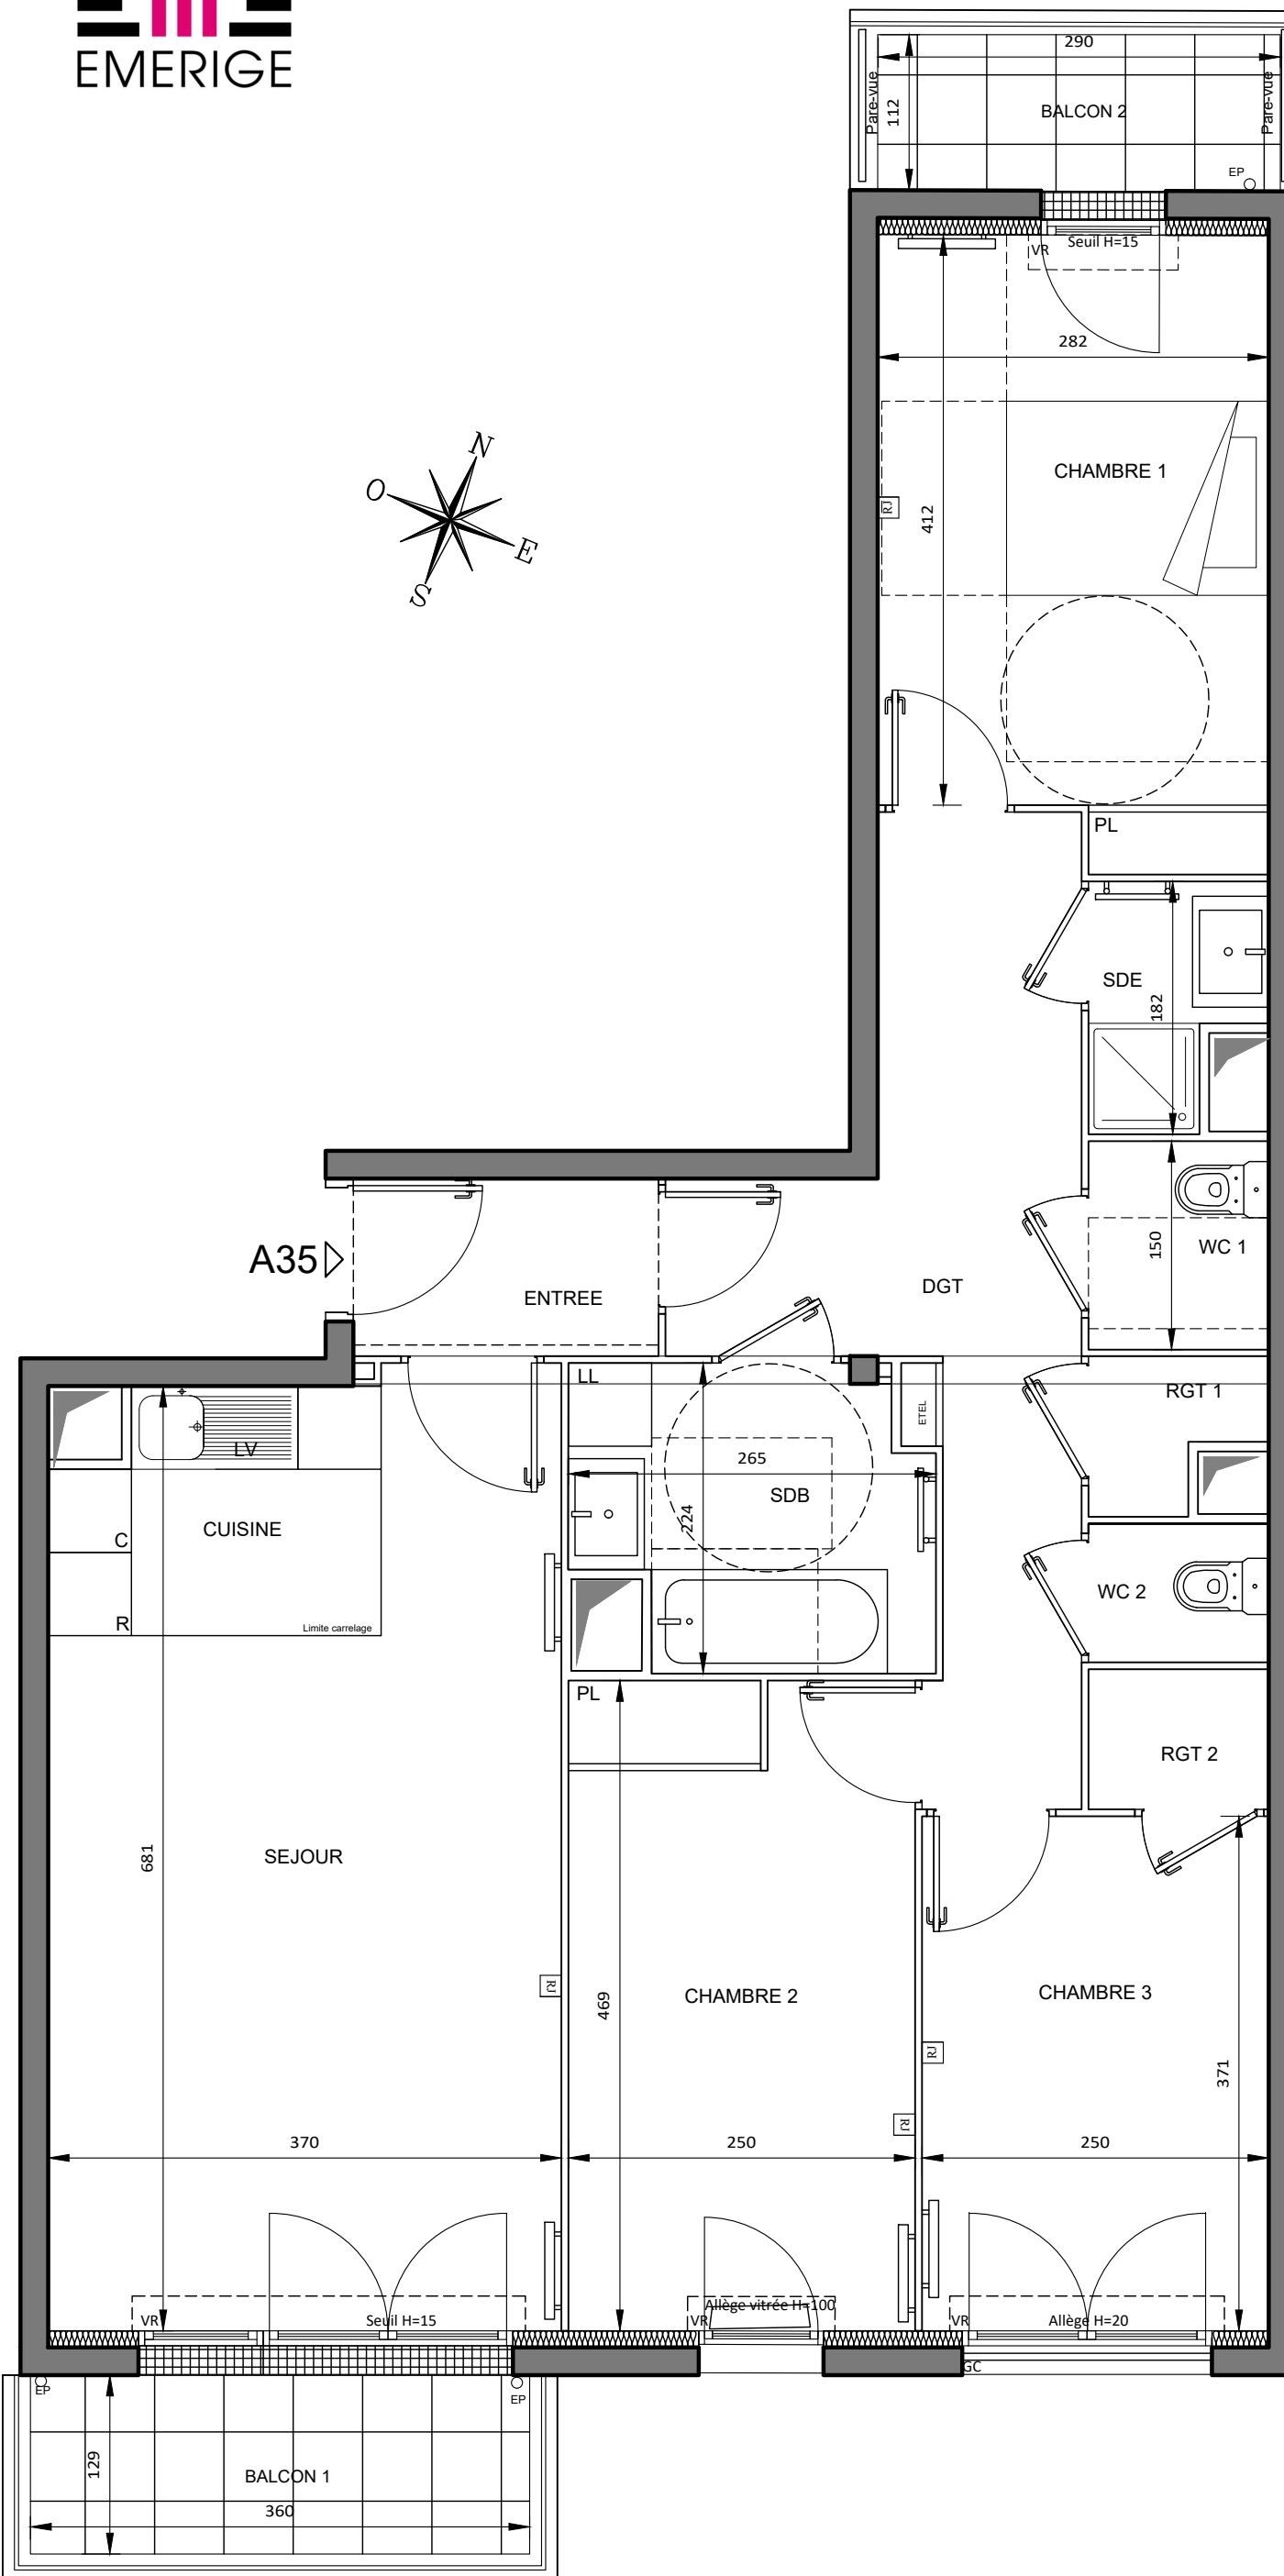 EMERIGE
290
Pare-vue
112
BALCON 2
Pare-vue
EP
VR
Seuil H=15
282
N
O
E
S
CHAMBRE 1
RJ
412
PL
SDE
182
A35
ENTREE
DGT
150
WC 1
LL
ETEL
RGT 1
LV
265
SDB
224
CUISINE
C
R
Limite carrelage
WC 2
PL
RGT 2
681
SEJOUR
RJ
469
CHAMBRE 2
CHAMBRE 3
RJ
371
RJ
370
250
250
VR
Seuil H=15
Allège vitrée H=100
VR
VR
Allège H=20
GC
EP
EP
129
BALCON 1
360